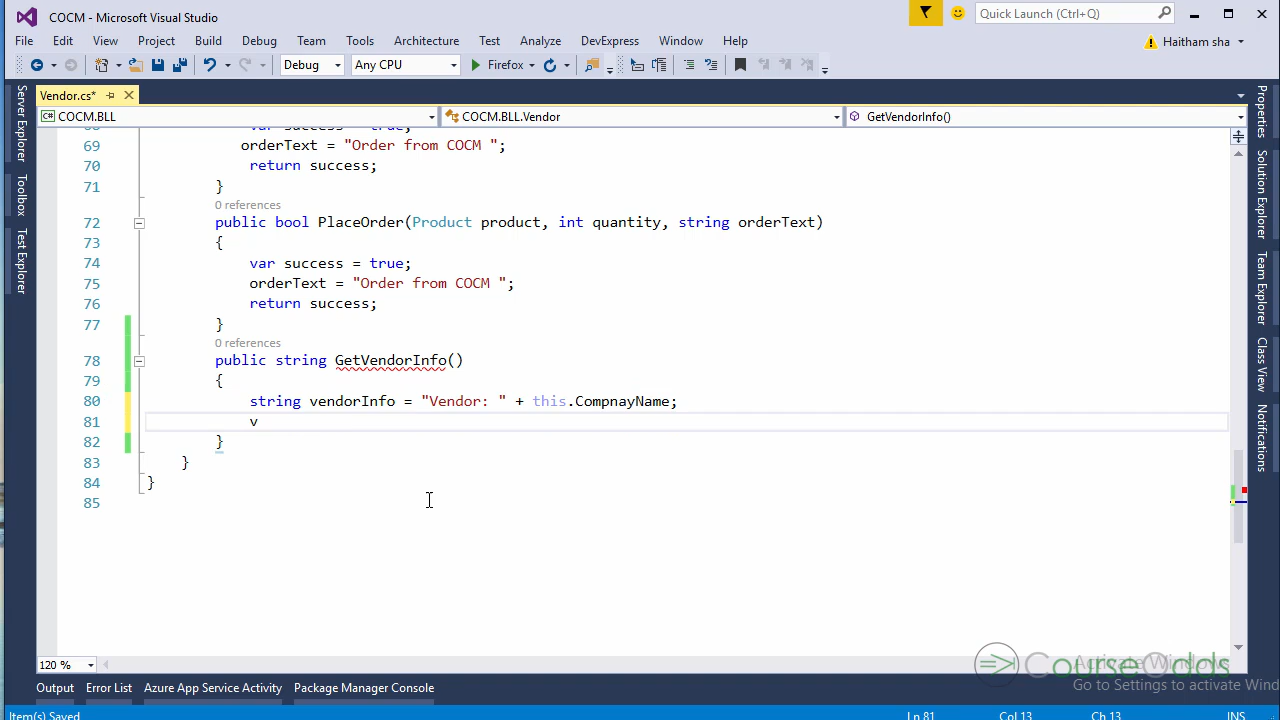 COCM - Microsoft Visual Studio
Quick Launch (Ctrl+Q)
File Edit View Project Build Debug Team Tools Architecture Test Analyze DevExpress Window Help
Haitham sha
Debug Any CPU Firefox
Vendor.cs*
C# COCM.BLL COCM.BLL.Vendor GetVendorInfo()
Server Explorer
Toolbox
Test Explorer
var success = true;
69 orderText = "Order from COCM ";
70 return success;
71 }
0 references
72 public bool PlaceOrder(Product product, int quantity, string orderText)
73 {
74 var success = true;
75 orderText = "Order from COCM ";
76 return success;
77 }
0 references
78 public string GetVendorInfo()
79 {
80 string vendorInfo = "Vendor: " + this.CompnayName;
81 v
82 }
83 }
84 }
85
Properties
Solution Explorer
Team Explorer
Class View
Notifications
120 %
CourseOdds
Activate Windows
Go to Settings to activate Wind
Output Error List Azure App Service Activity Package Manager Console
Item(s) Saved Ln 81 Col 13 Ch 13 INS